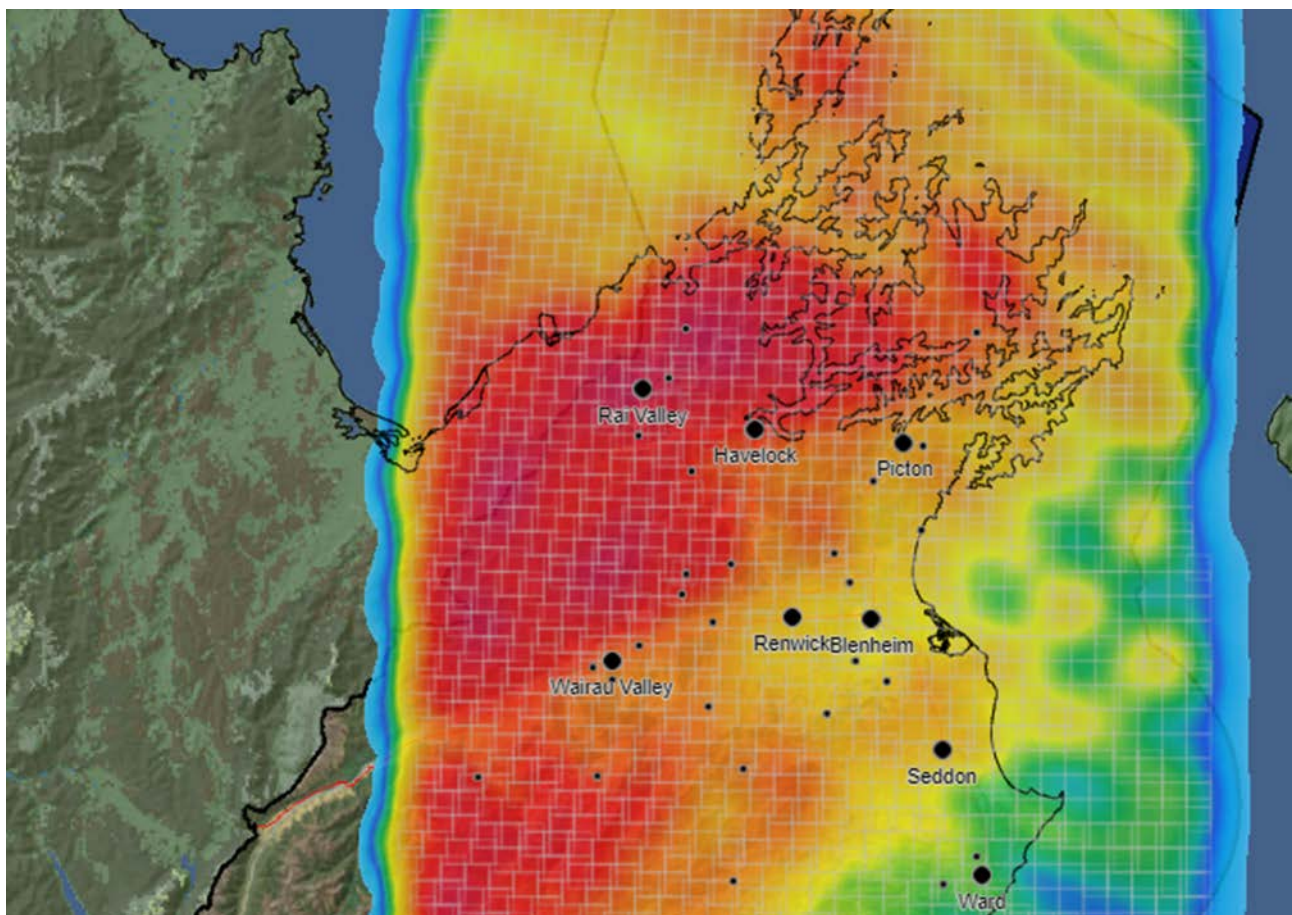 Rai Valley
Havelock
Picton
Renwick
Blenheim
Wairau Valley
Seddon
Ward